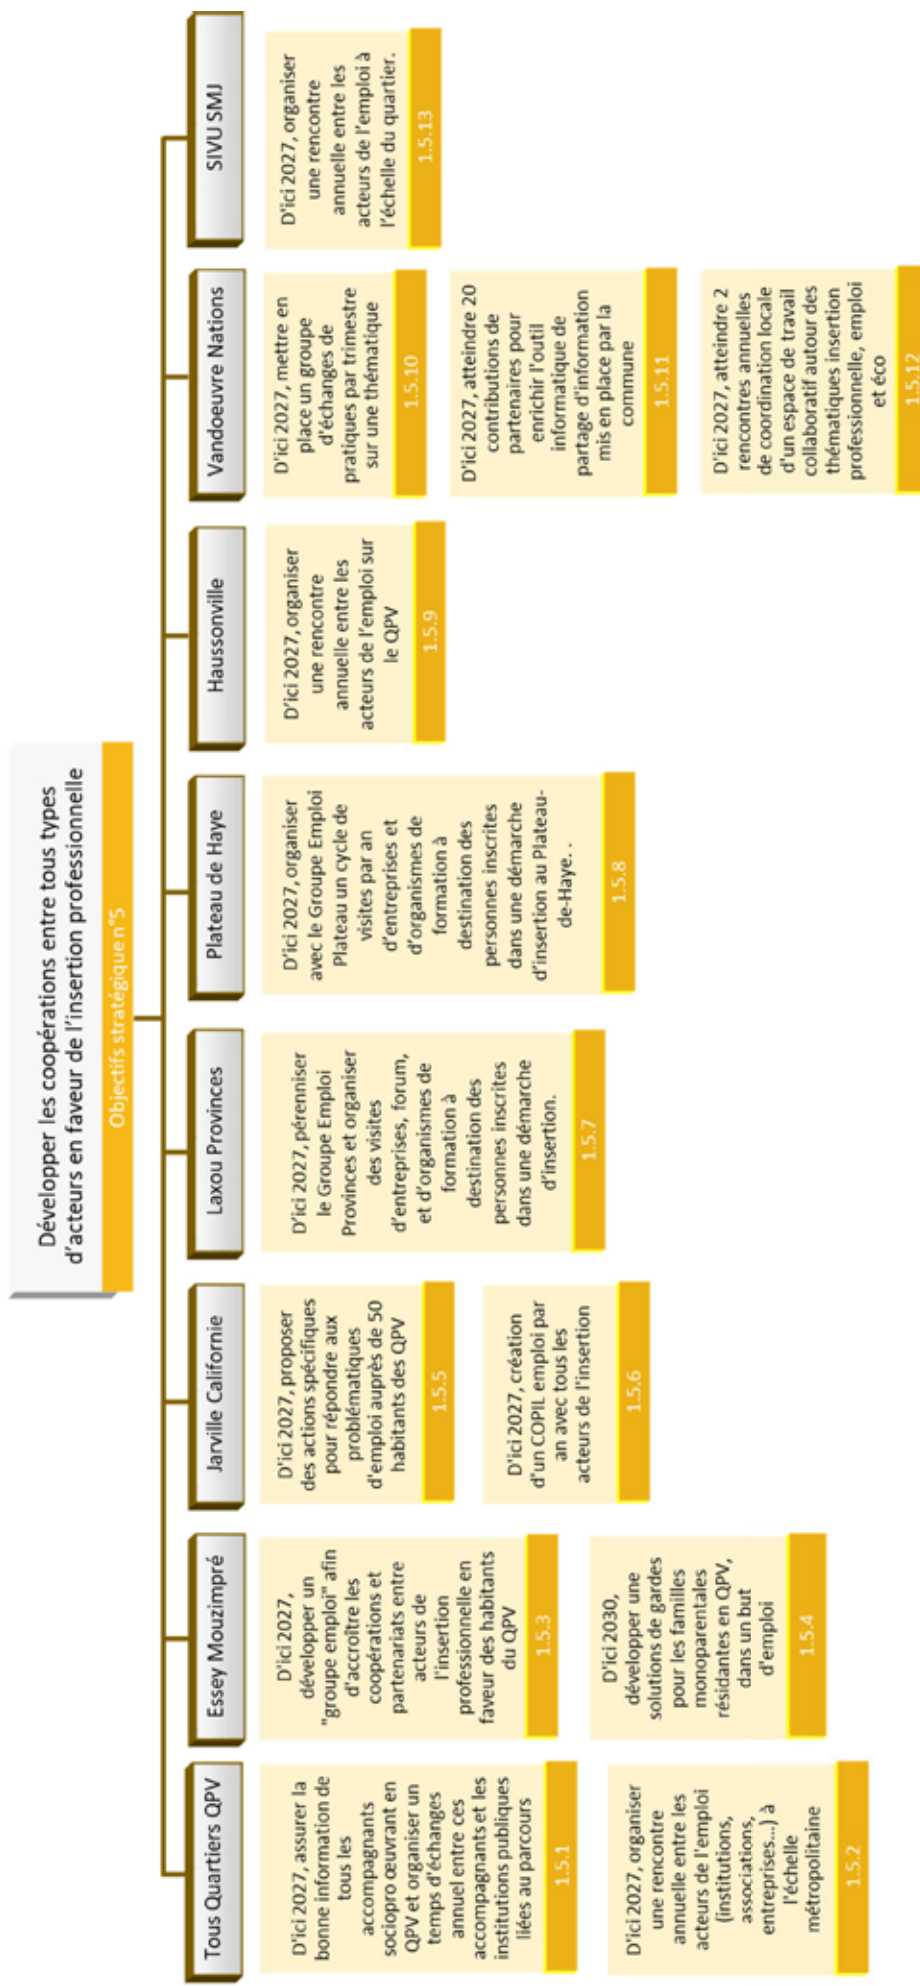 Développer les coopérations entre tous types
d'acteurs en faveur de l'insertion professionnelle
Objectifs stratégique n°5
Tous Quartiers QPV
D'ici 2027, assurer la
bonne information de
tous les
accompagnants
sociopro œuvrant en
QPV et organiser un
temps d'échanges
annuel entre ces
accompagnants et les
institutions publiques
liées au parcours
1.5.1
D'ici 2027, organiser
une rencontre
annuelle entre les
acteurs de l'emploi
(institutions,
associations,
entreprises...) à
l'échelle
métropolitaine
1.5.2
Essey Mouzimpré
D'ici 2027,
développer un
"groupe emploi" afin
d'accroître les
coopérations et
partenariats entre
acteurs de
l'insertion
professionnelle en
faveur des habitants
du QPV
1.5.3
D'ici 2030,
développer une
solutions de gardes
pour les familles
monoparentales
résidantes en QPV,
dans un but
d'emploi
1.5.4
Jarville Californie
D'ici 2027, proposer
des actions spécifiques
pour répondre aux
problématiques
d'emploi auprès de 50
habitants des QPV
1.5.5
D'ici 2027, création
d'un COPIL emploi par
an avec tous les
acteurs de l'insertion
1.5.6
Laxou Provinces
D'ici 2027, pérenniser
le Groupe Emploi
Provinces et organiser
des visites
d'entreprises, forum,
et d'organismes de
formation à
destination des
personnes inscrites
dans une démarche
d'insertion.
1.5.7
Plateau de Haye
D'ici 2027, organiser
avec le Groupe Emploi
Plateau un cycle de
visites par an
d'entreprises et
d'organismes de
formation à
destination des
personnes inscrites
dans une démarche
d'insertion au Plateau-
de-Haye. .
1.5.8
Haussonville
D'ici 2027, organiser
une rencontre
annuelle entre les
acteurs de l'emploi sur
le QPV
1.5.9
Vandoeuvre Nations
D'ici 2027, mettre en
place un groupe
d'échanges de
pratiques par trimestre
sur une thématique
1.5.10
D'ici 2027, atteindre 20
contributions de
partenaires pour
enrichir l'outil
informatique de
partage d'information
mis en place par la
commune
1.5.11
D'ici 2027, atteindre 2
rencontres annuelles
de coordination locale
d'un espace de travail
collaboratif autour des
thématiques insertion
professionnelle, emploi
et éco
1.5.12
SIVU SMJ
D'ici 2027, organiser
une rencontre
annuelle entre les
acteurs de l'emploi à
l'échelle du quartier.
1.5.13